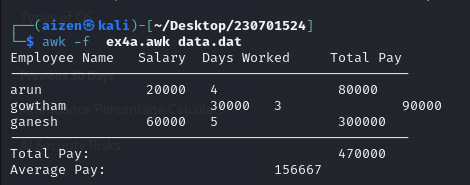 ┌──(aizen㉿kali)-[~/Desktop/230701524]
└─$ awk -f  ex4a.awk data.dat
Employee Name   Salary  Days Worked     Total Pay
arun            20000   4               80000
gowtham                 30000   3               90000
ganesh          60000   5               300000
Total Pay:                              470000
Average Pay:                    156667